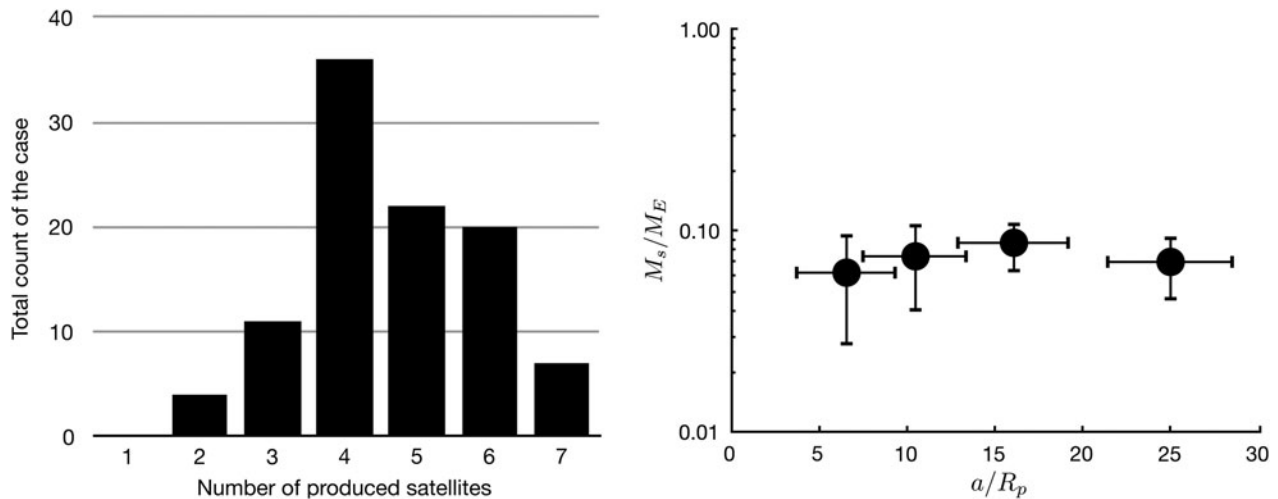 40
30
20
10
0
Total count of the case
1 2 3 4 5 6 7
Number of produced satellites
1.00
0.10
0.01
M_s/M_E
0 5 10 15 20 25 30
a/R_p